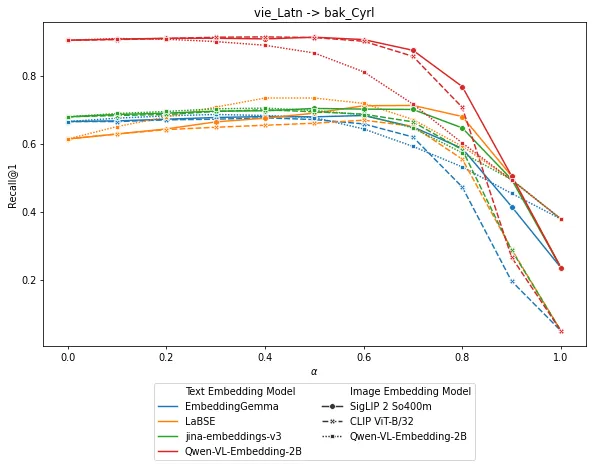 vie_Latn -> bak_Cyrl
Recall@1
0.8
0.6
0.4
0.2
0.0 0.2 0.4 0.6 0.8 1.0
α
Text Embedding Model Image Embedding Model
EmbeddingGemma SigLIP 2 So400m
LaBSE CLIP ViT-B/32
jina-embeddings-v3 Qwen-VL-Embedding-2B
Qwen-VL-Embedding-2B